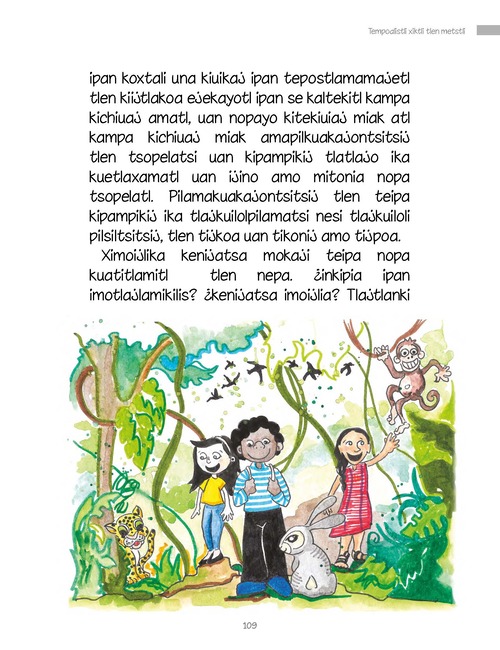 Tempoalistli xiktli tlen metstli
ipan koxtali una kiuikaj ipan tepostlamamajetl
tlen kiijtlakoa ejekayotl ipan se kaltekitl kampa
kichiuaj amatl, uan nopayo kitekiuiaj miak atl
kampa kichiuaj miak amapilkuakajontsitsij
tlen tsopelatsi uan kipampikij tlatlajo ika
kuetlaxamatl uan ijino amo mitonia nopa
tsopelatl. Pilamakuakajontsitsij tlen teipa
kipampikij ika tlajkuilolpilamatsi nesi tlajkuiloli
pilsiltsitsij, tlen tijkoa uan tikonij amo tijpoa.
Ximoijlika kenijatsa mokaji teipa nopa
kuatitlamitl tlen nepa. ¿inkipia ipan
imotlajlamikilis? ¿kenijatsa imoijlia? Tlajtlanki
109